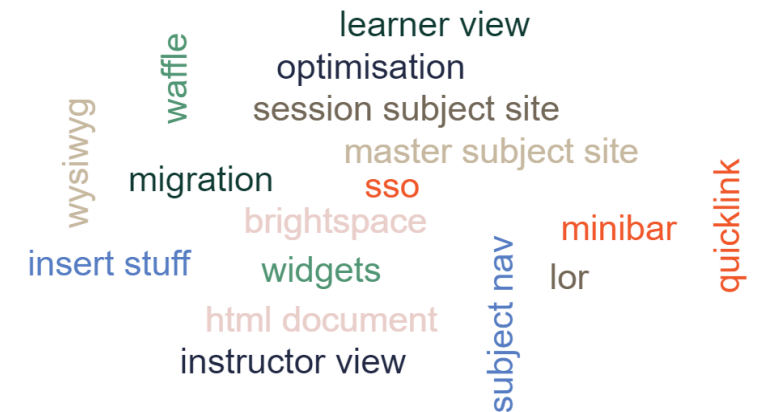 learner view
waffle
optimisation
wysiwyg
session subject site
master subject site
migration
sso
quicklink
brightspace
minibar
insert stuff
widgets
subject nav
lor
html document
instructor view